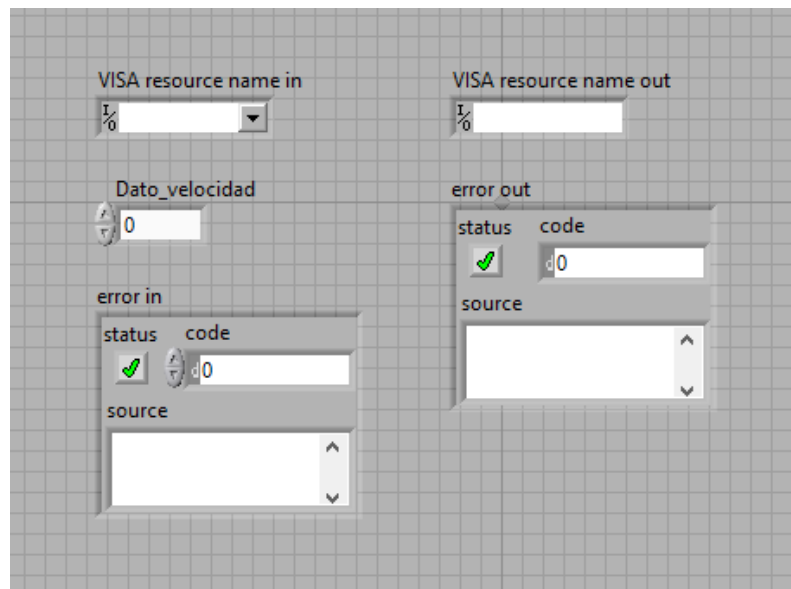 VISA resource name in
VISA resource name out
I/O
I/O
Dato_velocidad
0
error out
status code
d 0
source
error in
status code
d 0
source